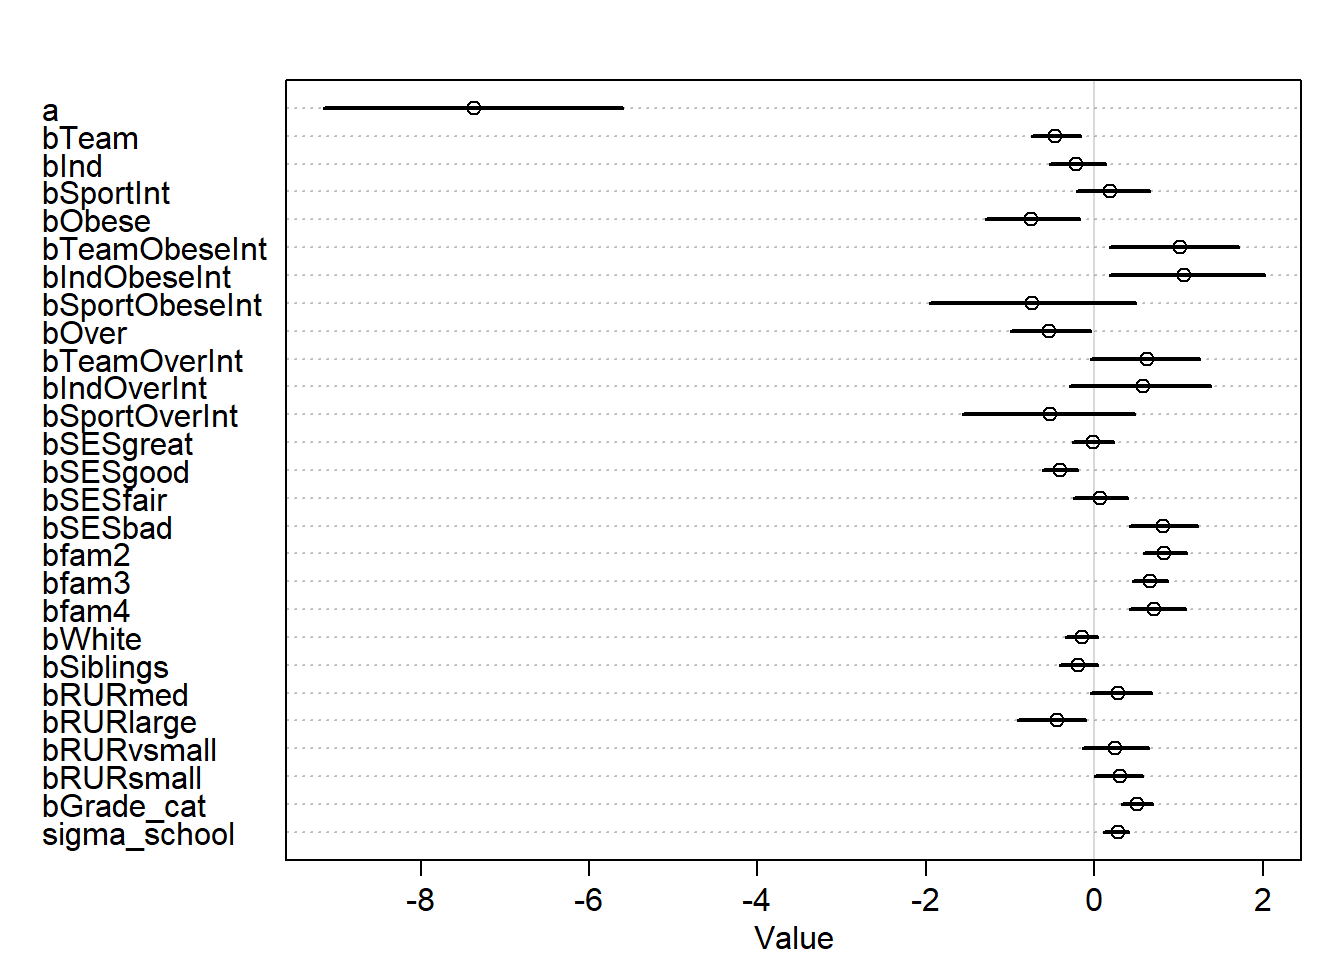 a
bTeam
bInd
bSportInt
bObese
bTeamObeseInt
bIndObeseInt
bSportObeseInt
bOver
bTeamOverInt
bIndOverInt
bSportOverInt
bSESgreat
bSESgood
bSESfair
bSESbad
bfam2
bfam3
bfam4
bWhite
bSiblings
bRURmed
bRURlarge
bRURvsmall
bRURsmall
bGrade_cat
sigma_school
-8 -6 -4 -2 0 2
Value